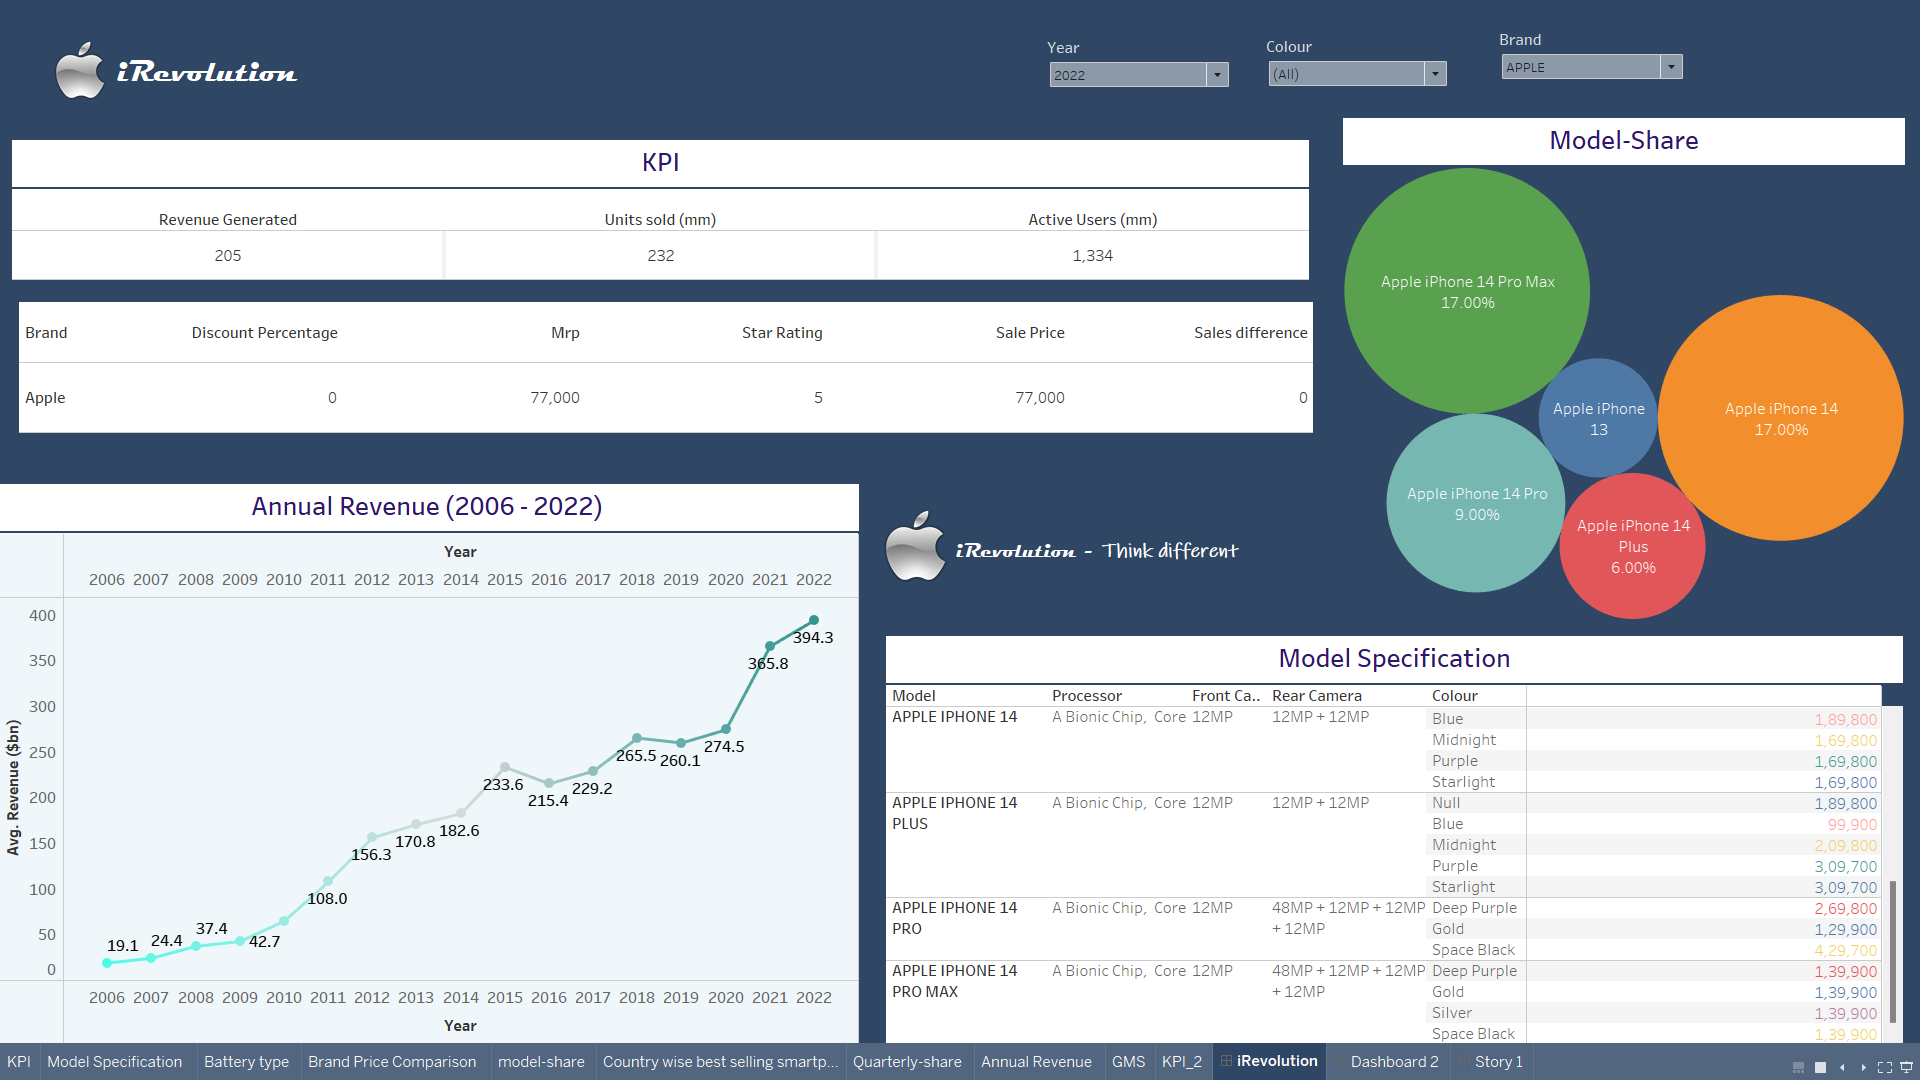 iRevolution
Year
2022
Colour
(All)
Brand
APPLE
KPI
Revenue Generated Units sold (mm) Active Users (mm)
205 232 1,334
Brand Discount Percentage Mrp Star Rating Sale Price Sales difference
Apple 0 77,000 5 77,000 0
Model-Share
Apple iPhone 14 Pro Max
17.00%
Apple iPhone 14
17.00%
Apple iPhone
13
Apple iPhone 14 Pro
9.00%
Apple iPhone 14
Plus
6.00%
Annual Revenue (2006 - 2022)
Year
2006 2007 2008 2009 2010 2011 2012 2013 2014 2015 2016 2017 2018 2019 2020 2021 2022
Avg. Revenue ($bn)
400
350
300
250
200
150
100
50
0
19.1
24.4
37.4
42.7
108.0
156.3
170.8
182.6
233.6
215.4
229.2
265.5
260.1
274.5
365.8
394.3
2006 2007 2008 2009 2010 2011 2012 2013 2014 2015 2016 2017 2018 2019 2020 2021 2022
Year
iRevolution - Think different
Model Specification
Model Processor Front Ca.. Rear Camera Colour
APPLE IPHONE 14 A Bionic Chip, Core 12MP 12MP + 12MP Blue 1,89,800
Midnight 1,69,800
Purple 1,69,800
Starlight 1,69,800
APPLE IPHONE 14 A Bionic Chip, Core 12MP 12MP + 12MP Null 1,89,800
PLUS Blue 99,900
Midnight 2,09,800
Purple 3,09,700
Starlight 3,09,700
APPLE IPHONE 14 A Bionic Chip, Core 12MP 48MP + 12MP + 12MP Deep Purple 2,69,800
PRO + 12MP Gold 1,29,900
Space Black 4,29,700
APPLE IPHONE 14 A Bionic Chip, Core 12MP 48MP + 12MP + 12MP Deep Purple 1,39,900
PRO MAX + 12MP Gold 1,39,900
Silver 1,39,900
Space Black 1,39,900
KPI Model Specification Battery type Brand Price Comparison model-share Country wise best selling smartp... Quarterly-share Annual Revenue GMS KPI_2 iRevolution Dashboard 2 Story 1